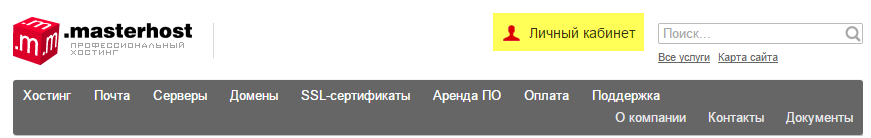 .m .m .masterhost
ПРОФЕССИОНАЛЬНЫЙ
ХОСТИНГ
Личный кабинет
Поиск...
Все услуги Карта сайта
Хостинг Почта Серверы Домены SSL-сертификаты Аренда ПО Оплата Поддержка
О компании Контакты Документы